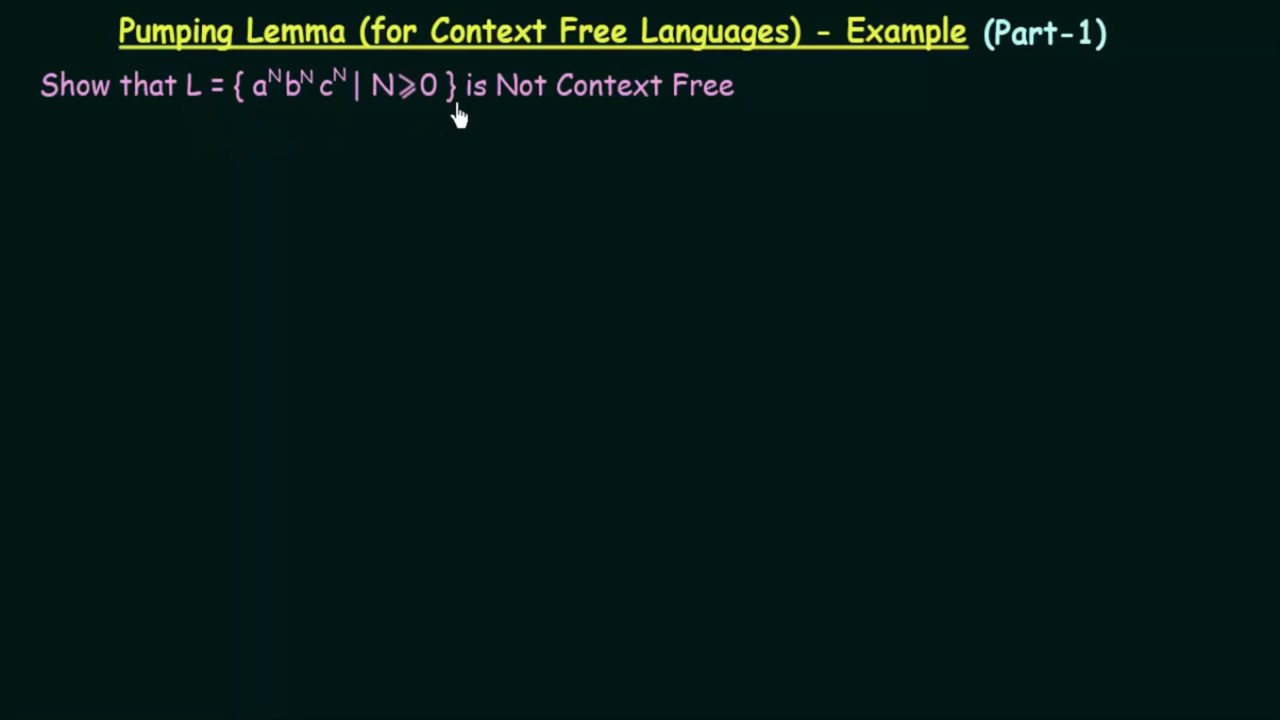 Pumping Lemma (for Context Free Languages) - Example (Part-1)
Show that L = { aᴺbᴺcᴺ | N⩾0 } is Not Context Free